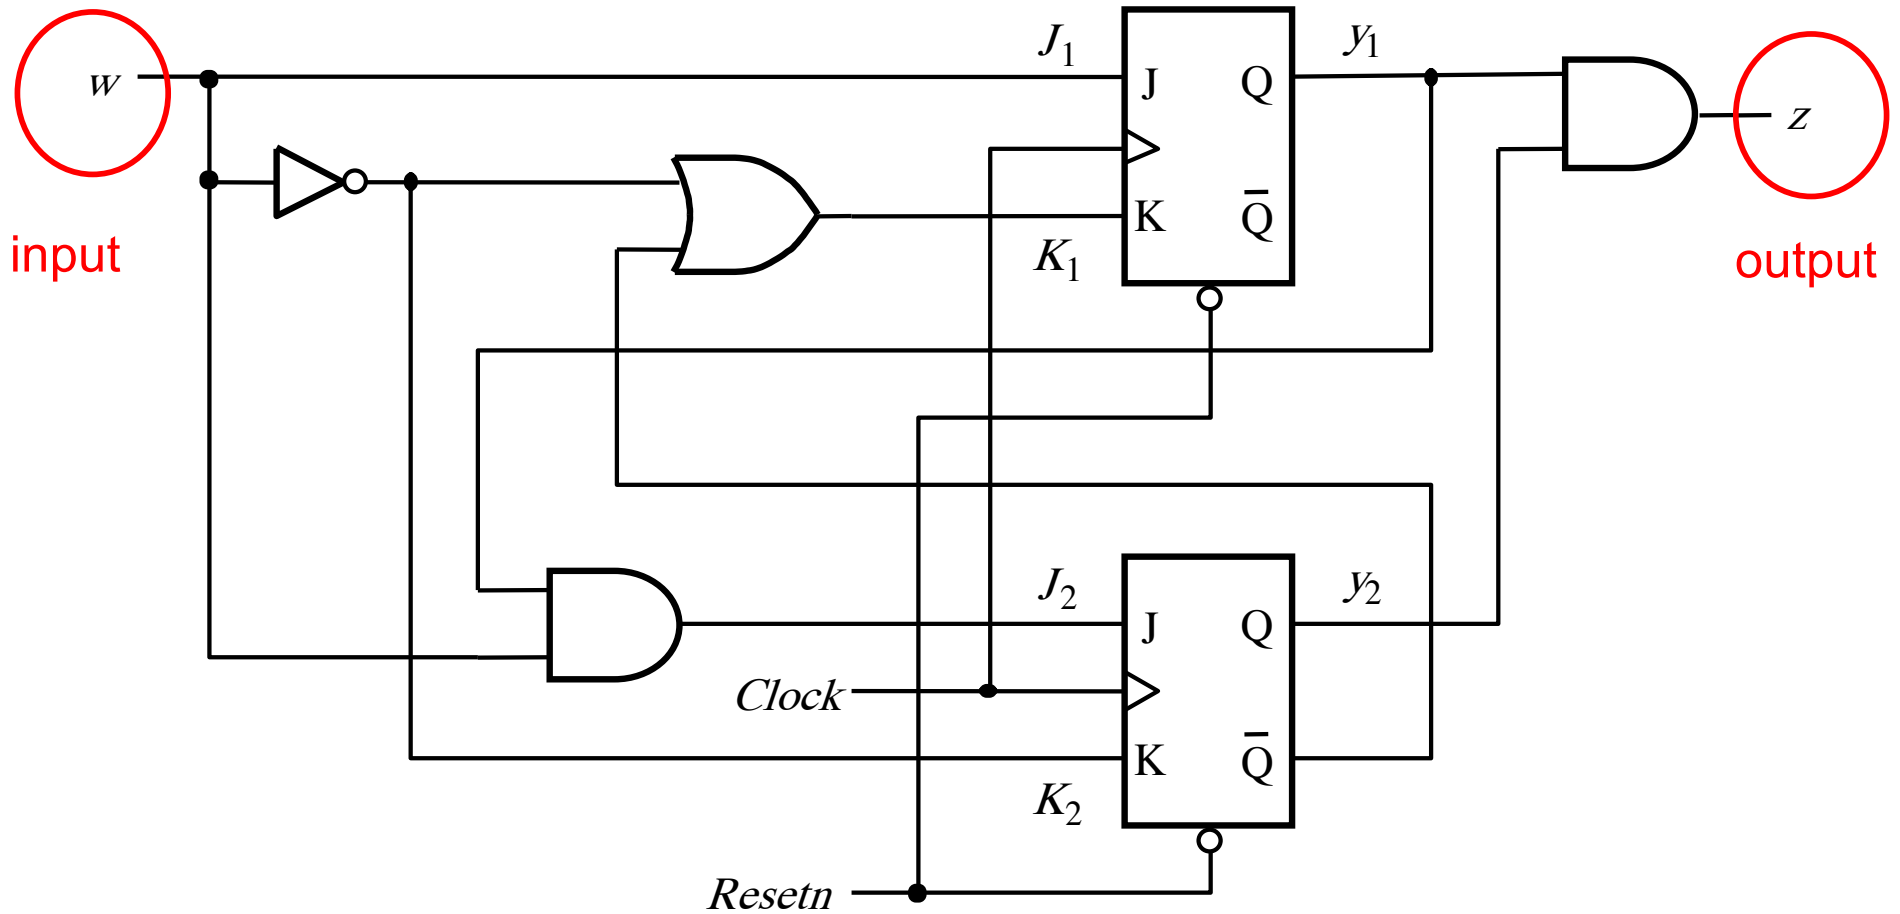 w
input
J₁
J
Q
K
Q̅
K₁
y₁
z
output
J₂
J
Q
K
Q̅
K₂
y₂
Clock
Resetn